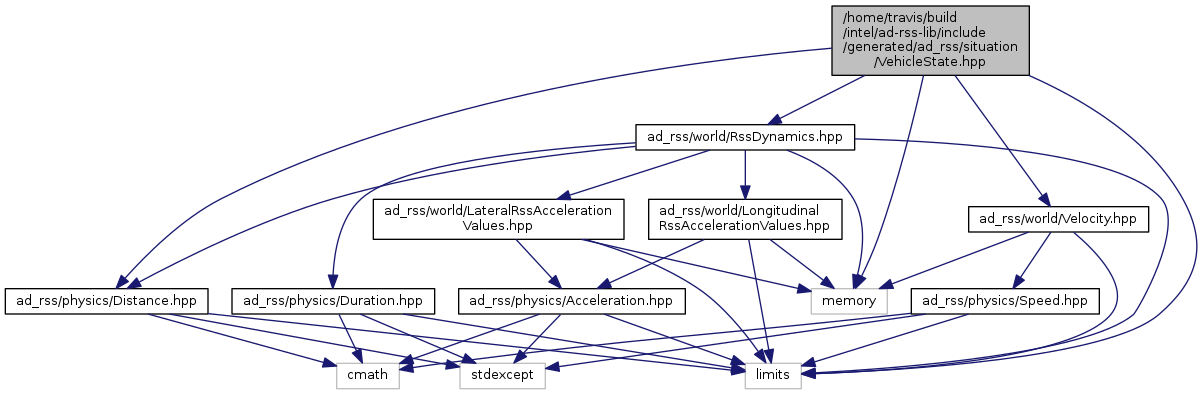 /home/travis/build
/intel/ad-rss-lib/include
/generated/ad_rss/situation
/VehicleState.hpp
ad_rss/world/RssDynamics.hpp
ad_rss/world/LateralRssAcceleration
Values.hpp
ad_rss/world/Longitudinal
RssAccelerationValues.hpp
ad_rss/world/Velocity.hpp
ad_rss/physics/Distance.hpp
ad_rss/physics/Duration.hpp
ad_rss/physics/Acceleration.hpp
memory
ad_rss/physics/Speed.hpp
cmath
stdexcept
limits